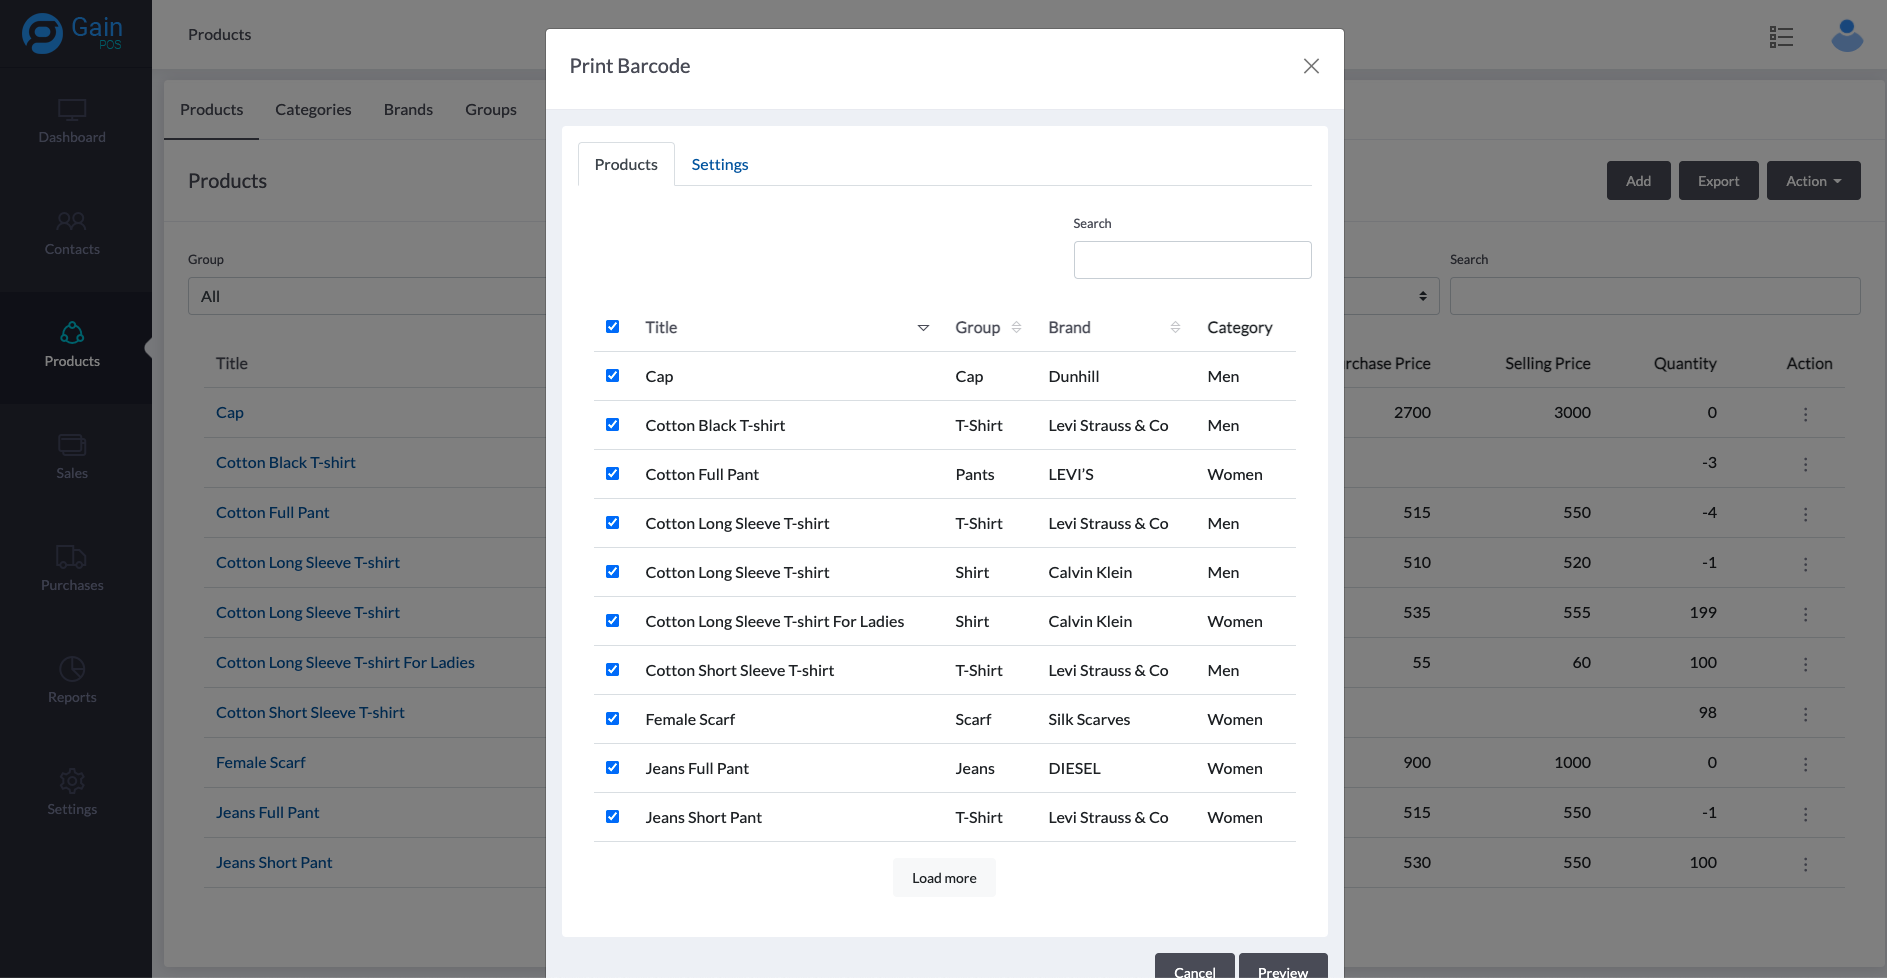 Gain
POS
Products
Dashboard
Contacts
Products
Sales
Purchases
Reports
Settings
Products
Categories
Brands
Groups
Products
Add
Export
Action
Group
All
Search
Title
rchase Price
Selling Price
Quantity
Action
Cap
2700
3000
0
Cotton Black T-shirt
-3
Cotton Full Pant
515
550
-4
Cotton Long Sleeve T-shirt
510
520
-1
Cotton Long Sleeve T-shirt
535
555
199
Cotton Long Sleeve T-shirt For Ladies
55
60
100
Cotton Short Sleeve T-shirt
98
Female Scarf
900
1000
0
Jeans Full Pant
515
550
-1
Jeans Short Pant
530
550
100
Print Barcode
Products
Settings
Search
Title
Group
Brand
Category
Cap
Cap
Dunhill
Men
Cotton Black T-shirt
T-Shirt
Levi Strauss & Co
Men
Cotton Full Pant
Pants
LEVI'S
Women
Cotton Long Sleeve T-shirt
T-Shirt
Levi Strauss & Co
Men
Cotton Long Sleeve T-shirt
Shirt
Calvin Klein
Men
Cotton Long Sleeve T-shirt For Ladies
Shirt
Calvin Klein
Women
Cotton Short Sleeve T-shirt
T-Shirt
Levi Strauss & Co
Men
Female Scarf
Scarf
Silk Scarves
Women
Jeans Full Pant
Jeans
DIESEL
Women
Jeans Short Pant
T-Shirt
Levi Strauss & Co
Women
Load more
Cancel
Preview